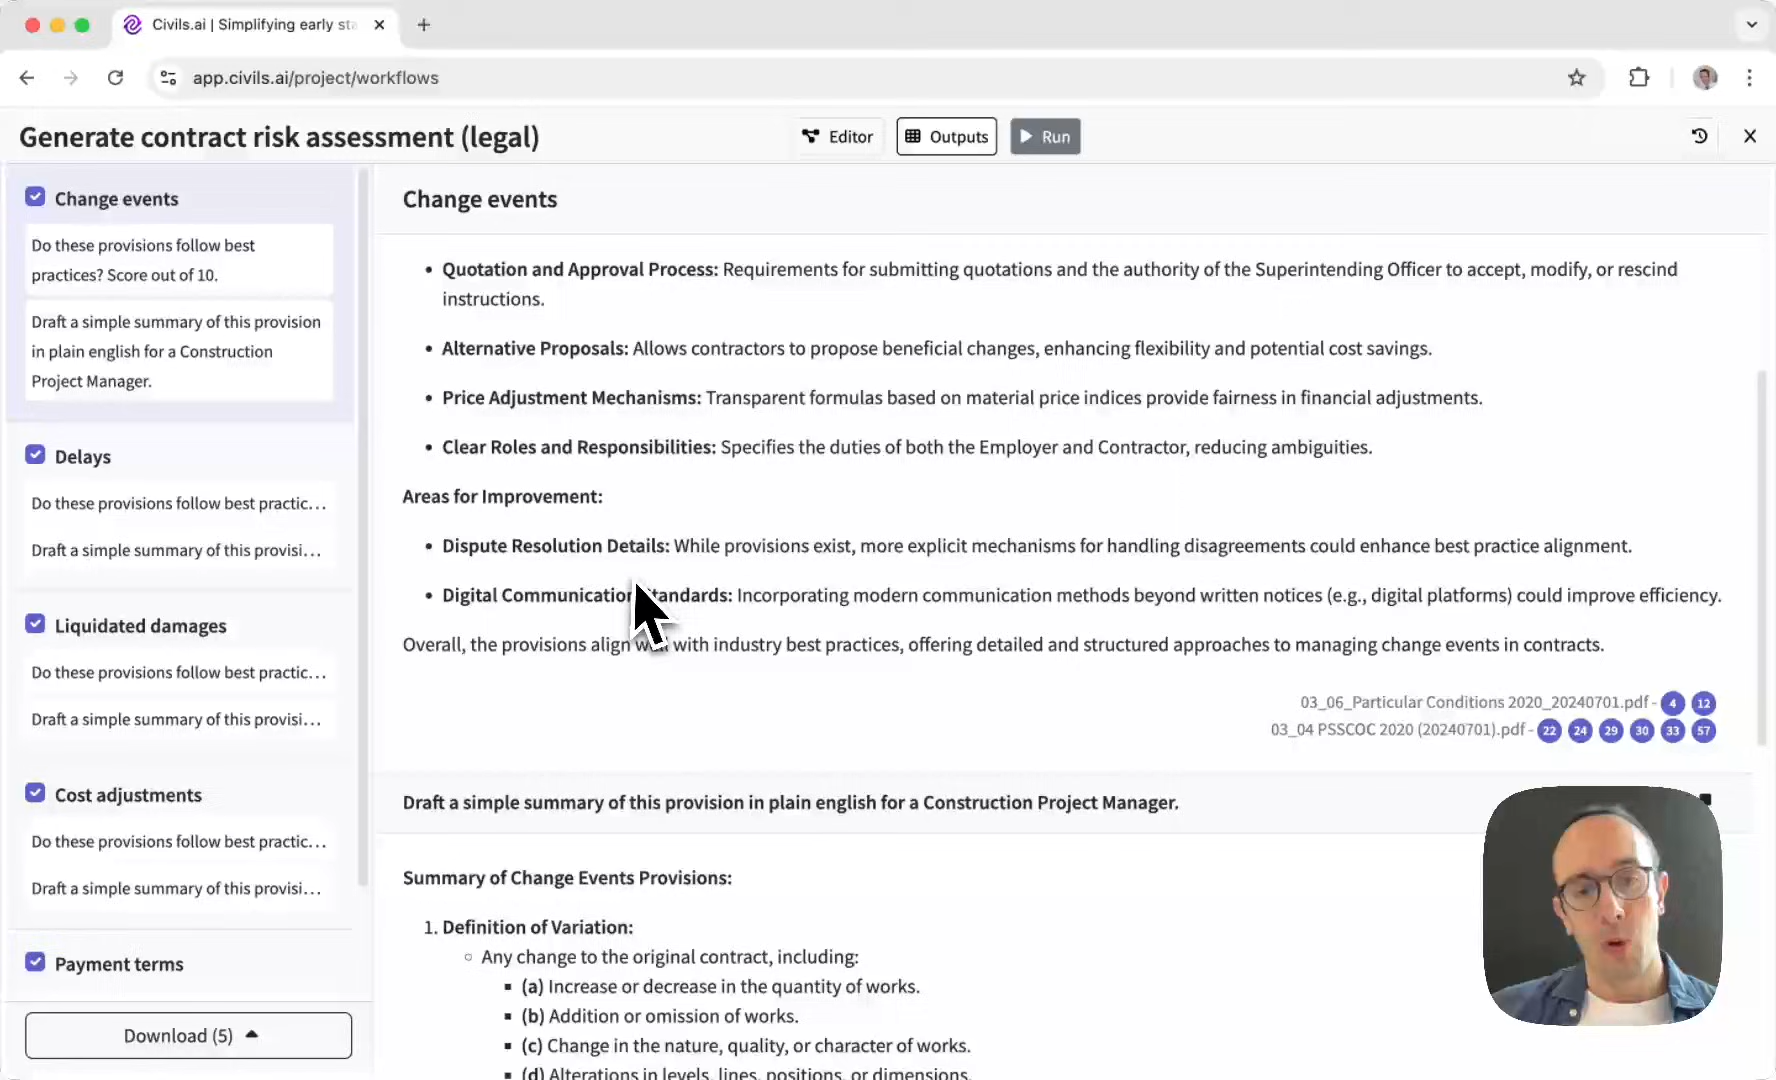 Civils.ai | Simplifying early sta
app.civils.ai/project/workflows
Generate contract risk assessment (legal)
Editor
Outputs
Run
Change events
Do these provisions follow best
practices? Score out of 10.
Draft a simple summary of this provision
in plain english for a Construction
Project Manager.
Delays
Do these provisions follow best practic...
Draft a simple summary of this provisi...
Liquidated damages
Do these provisions follow best practic...
Draft a simple summary of this provisi...
Cost adjustments
Do these provisions follow best practic...
Draft a simple summary of this provisi...
Payment terms
Download (5)
Change events
• Quotation and Approval Process: Requirements for submitting quotations and the authority of the Superintending Officer to accept, modify, or rescind
instructions.
• Alternative Proposals: Allows contractors to propose beneficial changes, enhancing flexibility and potential cost savings.
• Price Adjustment Mechanisms: Transparent formulas based on material price indices provide fairness in financial adjustments.
• Clear Roles and Responsibilities: Specifies the duties of both the Employer and Contractor, reducing ambiguities.
Areas for Improvement:
• Dispute Resolution Details: While provisions exist, more explicit mechanisms for handling disagreements could enhance best practice alignment.
• Digital Communication Standards: Incorporating modern communication methods beyond written notices (e.g., digital platforms) could improve efficiency.
Overall, the provisions align well with industry best practices, offering detailed and structured approaches to managing change events in contracts.
03_06_Particular Conditions 2020_20240701.pdf - 4 12
03_04 PSSCOC 2020 (20240701).pdf - 22 24 29 30 33 57
Draft a simple summary of this provision in plain english for a Construction Project Manager.
Summary of Change Events Provisions:
1. Definition of Variation:
○ Any change to the original contract, including:
▪ (a) Increase or decrease in the quantity of works.
▪ (b) Addition or omission of works.
▪ (c) Change in the nature, quality, or character of works.
▪ (d) Alterations in levels, lines, positions, or dimensions.